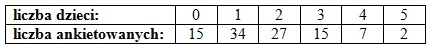 liczba dzieci: 0 1 2 3 4 5
liczba ankietowanych: 15 34 27 15 7 2